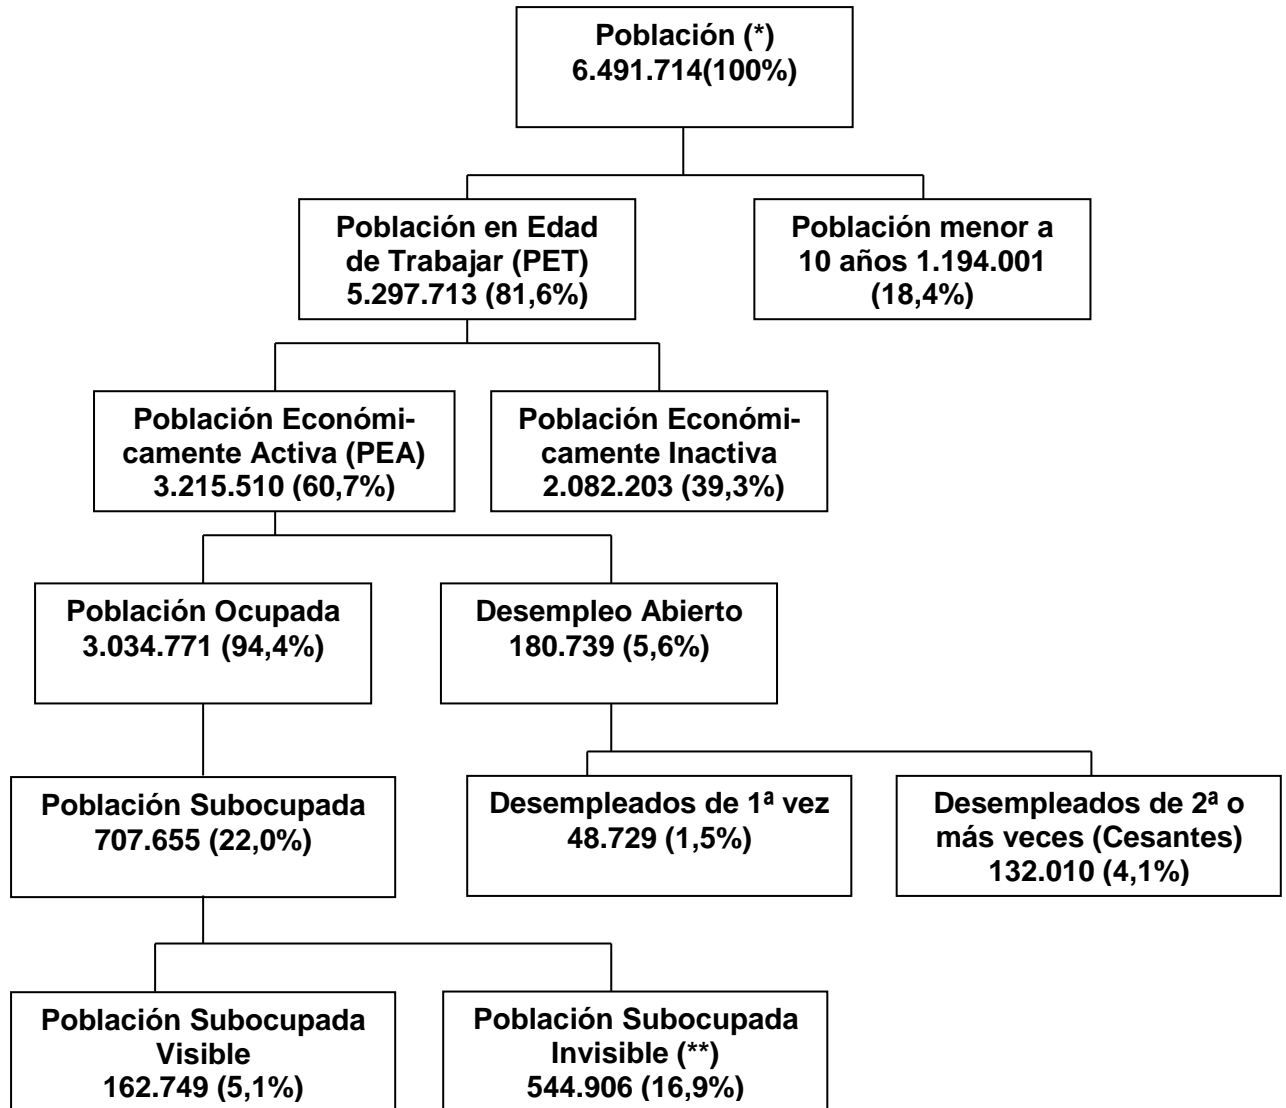 Población (*)
6.491.714(100%)
Población en Edad
de Trabajar (PET)
5.297.713 (81,6%)
Población menor a
10 años 1.194.001
(18,4%)
Población Económi-
camente Activa (PEA)
3.215.510 (60,7%)
Población Económi-
camente Inactiva
2.082.203 (39,3%)
Población Ocupada
3.034.771 (94,4%)
Desempleo Abierto
180.739 (5,6%)
Población Subocupada
707.655 (22,0%)
Desempleados de 1ª vez
48.729 (1,5%)
Desempleados de 2ª o
más veces (Cesantes)
132.010 (4,1%)
Población Subocupada
Visible
162.749 (5,1%)
Población Subocupada
Invisible (**)
544.906 (16,9%)